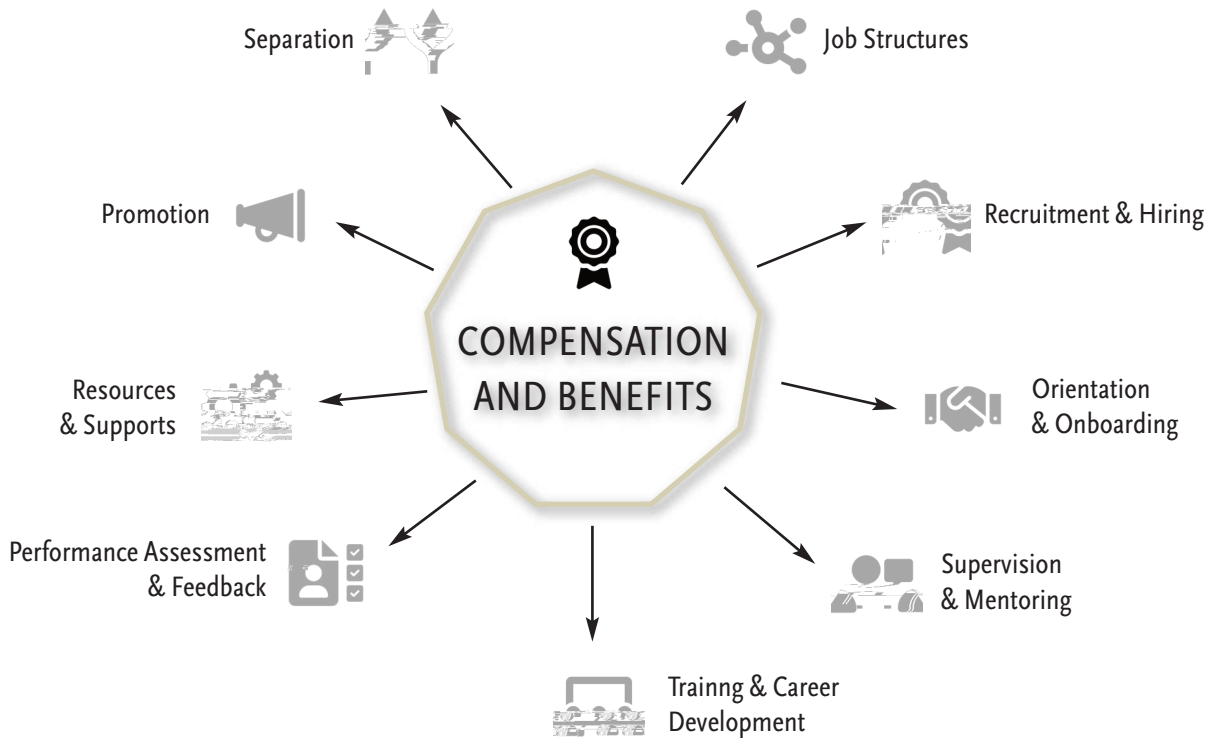 Separation
Job Structures
Promotion
Recruitment & Hiring
COMPENSATION
AND BENEFITS
Resources
& Supports
Orientation
& Onboarding
Performance Assessment
& Feedback
Supervision
& Mentoring
Trainng & Career
Development